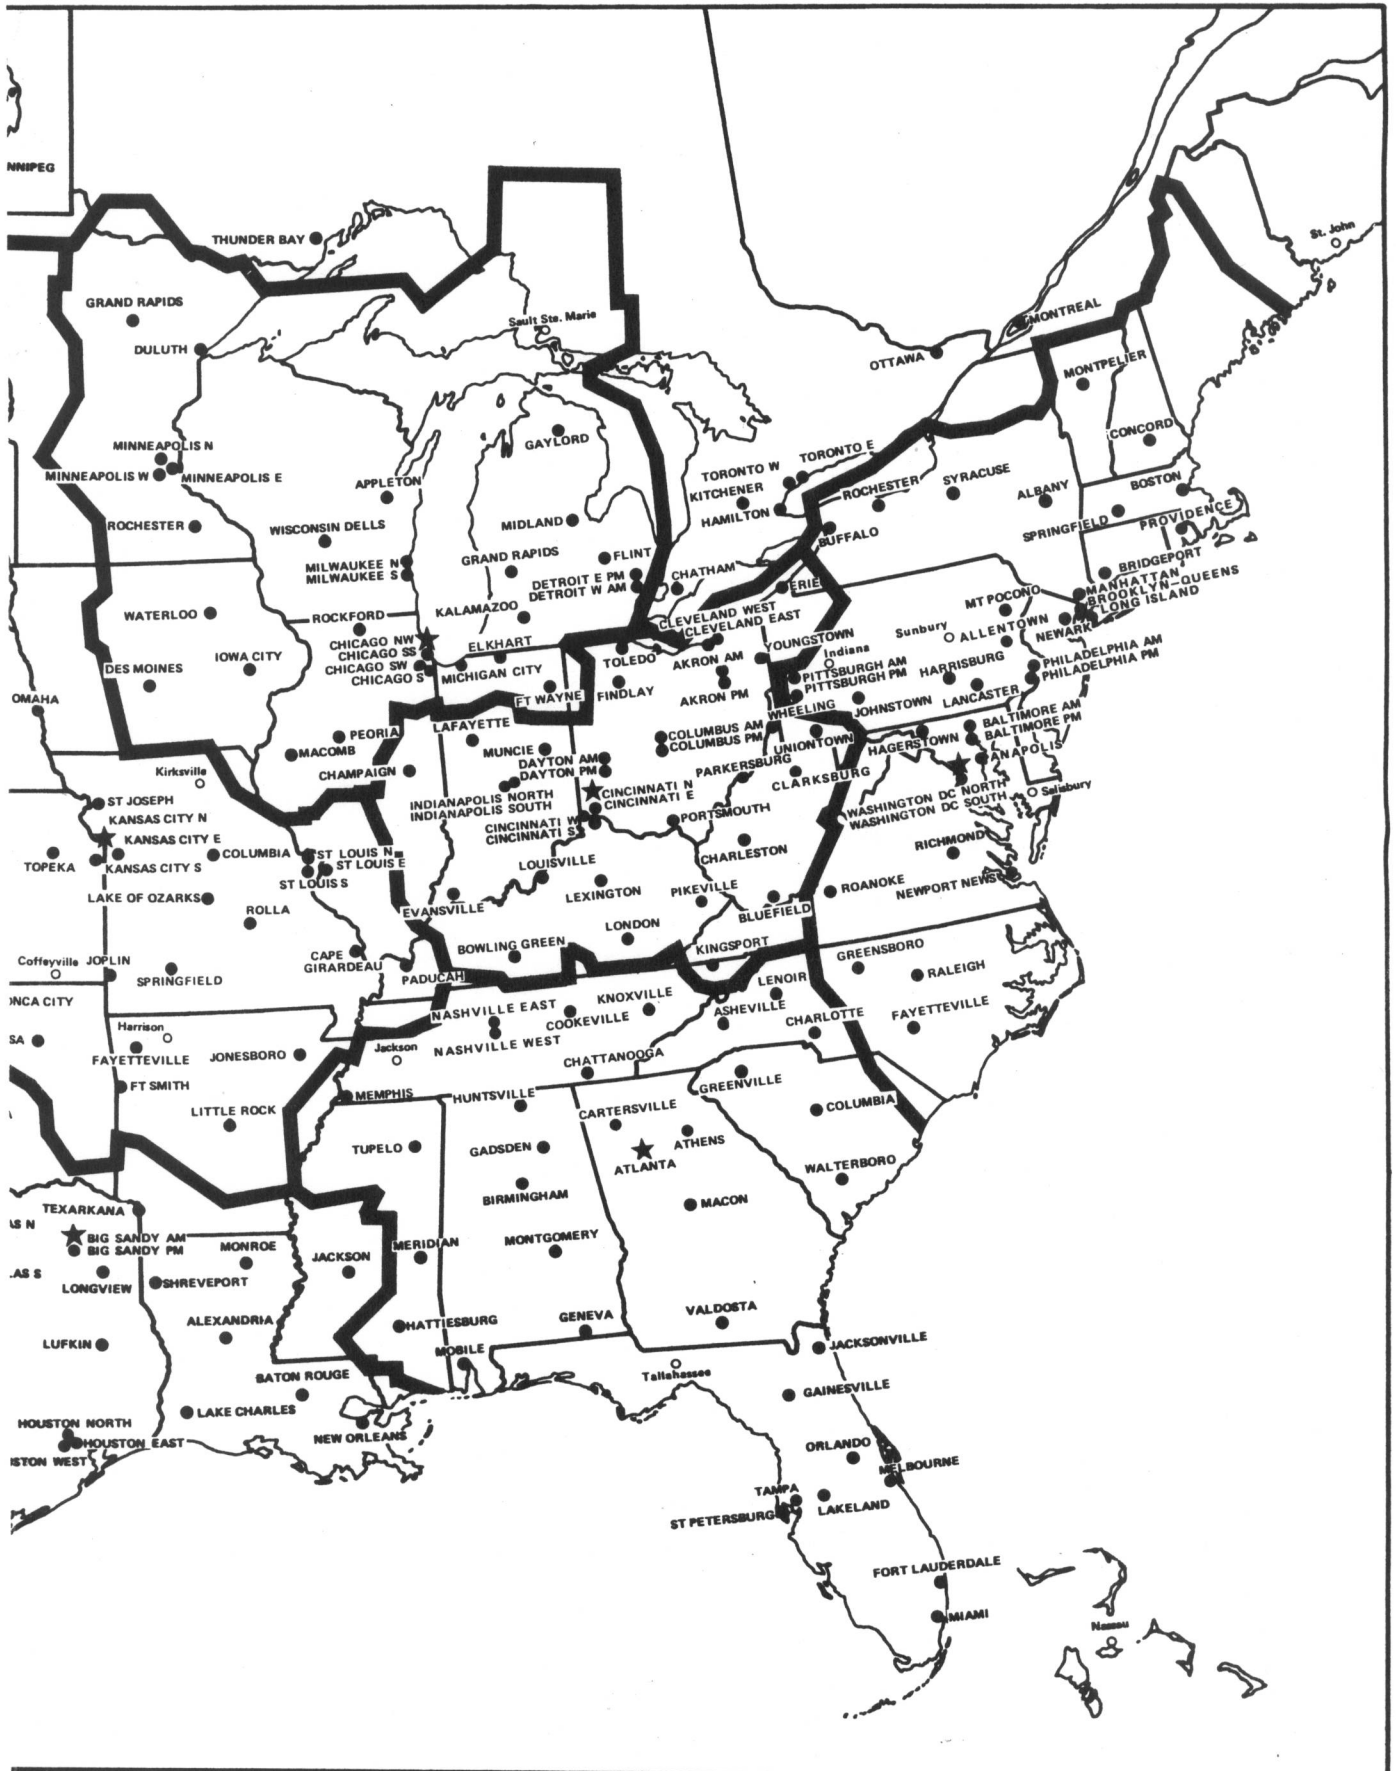 NNIPEG
St. John
THUNDER BAY
GRAND RAPIDS
MONTREAL
Sault Ste. Marie
DULUTH
OTTAWA
MONTPELIER
GAYLORD
CONCORD
MINNEAPOLIS N
MINNEAPOLIS W
MINNEAPOLIS E
TORONTO E
TORONTO W
KITCHENER
HAMILTON
SYRACUSE
ROCHESTER
ALBANY
BOSTON
APPLETON
ROCHESTER
WISCONSIN DELLS
MIDLAND
SPRINGFIELD
PROVIDENCE
BUFFALO
MILWAUKEE N
MILWAUKEE S
GRAND RAPIDS
FLINT
DETROIT E PM
DETROIT W AM
CHATHAM
ERIE
BRIDGEPORT
MANHATTAN
BROOKLYN-QUEENS
LONG ISLAND
MT POCONO
NEWARK
WATERLOO
ROCKFORD
KALAMAZOO
CLEVELAND WEST
CLEVELAND EAST
Sunbury
ALLENTOWN
CHICAGO NW
CHICAGO SS
CHICAGO SW
CHICAGO S
ELKHART
MICHIGAN CITY
TOLEDO
AKRON AM
AKRON PM
YOUNGSTOWN
Indiana
PITTSBURGH AM
PITTSBURGH PM
HARRISBURG
LANCASTER
PHILADELPHIA AM
PHILADELPHIA PM
DES MOINES
IOWA CITY
OMAHA
FT WAYNE
FINDLAY
WHEELING
JOHNSTOWN
BALTIMORE AM
BALTIMORE PM
ANAPOLIS
PEORIA
MACOMB
LAFAYETTE
MUNCIE
COLUMBUS AM
COLUMBUS PM
UNIONTOWN
HAGERSTOWN
CHAMPAIGN
DAYTON AM
DAYTON PM
PARKERSBURG
CLARKSBURG
WASHINGTON DC NORTH
WASHINGTON DC SOUTH
Salisbury
Kirksville
ST JOSEPH
INDIANAPOLIS NORTH
INDIANAPOLIS SOUTH
CINCINNATI N
CINCINNATI E
CINCINNATI W
CINCINNATI S
PORTSMOUTH
KANSAS CITY N
KANSAS CITY E
KANSAS CITY S
TOPEKA
COLUMBIA
ST LOUIS N
ST LOUIS E
ST LOUIS S
LOUISVILLE
CHARLESTON
RICHMOND
LAKE OF OZARKS
ROLLA
EVANSVILLE
LEXINGTON
PIKEVILLE
BLUEFIELD
ROANOKE
NEWPORT NEWS
BOWLING GREEN
LONDON
KINGSPORT
GREENSBORO
Coffeyville
JOPLIN
SPRINGFIELD
CAPE
GIRARDEAU
PADUCAH
RALEIGH
ONCA CITY
NASHVILLE EAST
NASHVILLE WEST
COOKEVILLE
KNOXVILLE
LENOIR
ASHEVILLE
CHARLOTTE
FAYETTEVILLE
SA
Harrison
FAYETTEVILLE
JONESBORO
Jackson
CHATTANOOGA
FT SMITH
MEMPHIS
HUNTSVILLE
GREENVILLE
LITTLE ROCK
CARTERSVILLE
COLUMBIA
TUPELO
GADSDEN
ATHENS
ATLANTA
WALTERBORO
BIRMINGHAM
MACON
TEXARKANA
AS N
BIG SANDY AM
BIG SANDY PM
MONROE
JACKSON
MERIDIAN
MONTGOMERY
AS S
LONGVIEW
SHREVEPORT
ALEXANDRIA
HATTIESBURG
GENEVA
VALDOSTA
LUFKIN
MOBILE
JACKSONVILLE
BATON ROUGE
Tallahassee
GAINESVILLE
LAKE CHARLES
NEW ORLEANS
HOUSTON NORTH
HOUSTON EAST
STON WEST
ORLANDO
MELBOURNE
TAMPA
ST PETERSBURG
LAKELAND
FORT LAUDERDALE
MIAMI
Nassau